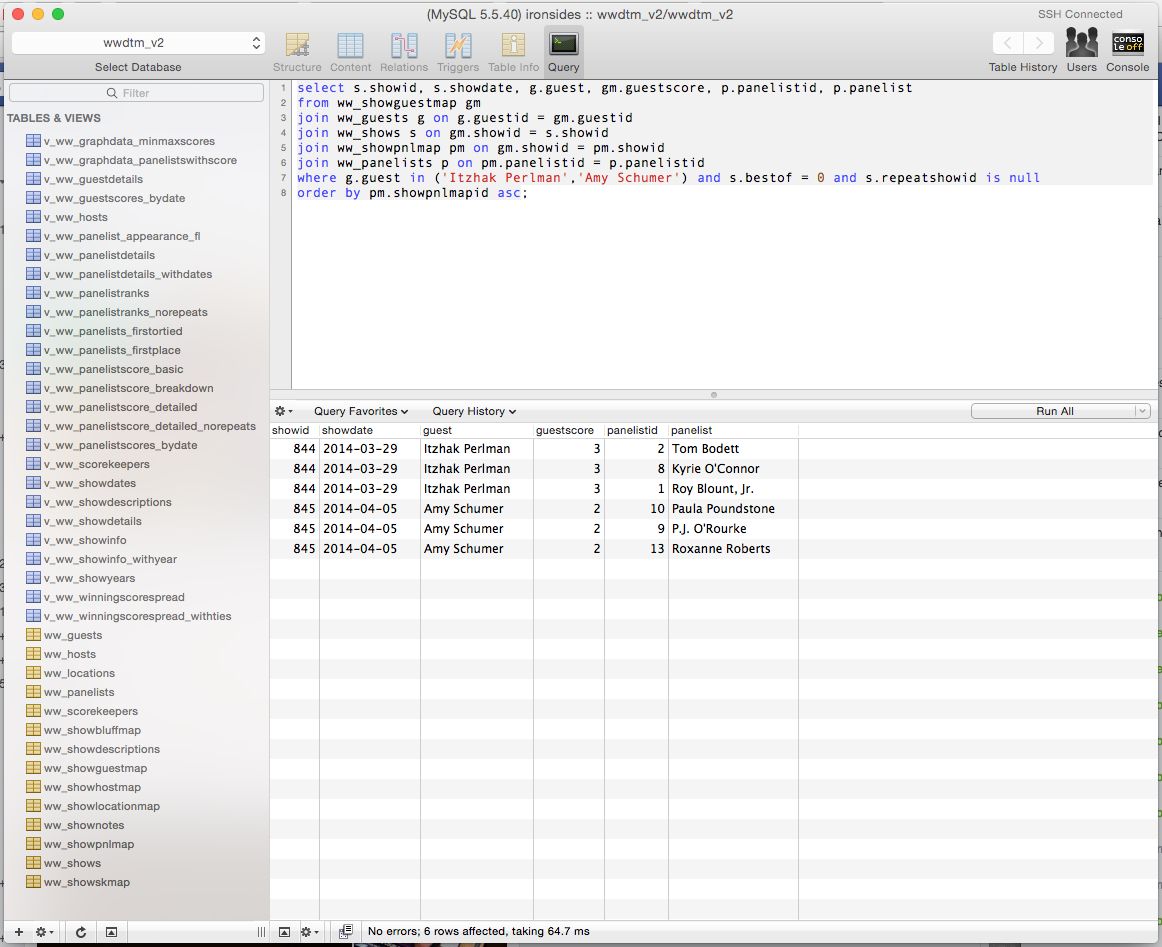 (MySQL 5.5.40) ironsides :: wwdtm_v2/wwdtm_v2
SSH Connected
wwdtm_v2
Select Database
Structure Content Relations Triggers Table Info Query
Table History Users Console
conso
le off
Filter
TABLES & VIEWS
v_ww_graphdata_minmaxscores
v_ww_graphdata_panelistswithscore
v_ww_guestdetails
v_ww_guestscores_bydate
v_ww_hosts
v_ww_panelist_appearance_fl
v_ww_panelistdetails
v_ww_panelistdetails_withdates
v_ww_panelistranks
v_ww_panelistranks_norepeats
v_ww_panelists_firstortied
v_ww_panelists_firstplace
v_ww_panelistscore_basic
v_ww_panelistscore_breakdown
v_ww_panelistscore_detailed
v_ww_panelistscore_detailed_norepeats
v_ww_panelistscores_bydate
v_ww_scorekeepers
v_ww_showdates
v_ww_showdescriptions
v_ww_showdetails
v_ww_showinfo
v_ww_showinfo_withyear
v_ww_showyears
v_ww_winningscorespread
v_ww_winningscorespread_withties
ww_guests
ww_hosts
ww_locations
ww_panelists
ww_scorekeepers
ww_showbluffmap
ww_showdescriptions
ww_showguestmap
ww_showhostmap
ww_showlocationmap
ww_shownotes
ww_showpnlmap
ww_shows
ww_showskmap
1 select s.showid, s.showdate, g.guest, gm.guestscore, p.panelistid, p.panelist
2 from ww_showguestmap gm
3 join ww_guests g on g.guestid = gm.guestid
4 join ww_shows s on gm.showid = s.showid
5 join ww_showpnlmap pm on gm.showid = pm.showid
6 join ww_panelists p on pm.panelistid = p.panelistid
7 where g.guest in ('Itzhak Perlman','Amy Schumer') and s.bestof = 0 and s.repeatshowid is null
8 order by pm.showpnlmapid asc;
Query Favorites Query History Run All
showid showdate guest guestscore panelistid panelist
844 2014-03-29 Itzhak Perlman 3 2 Tom Bodett
844 2014-03-29 Itzhak Perlman 3 8 Kyrie O'Connor
844 2014-03-29 Itzhak Perlman 3 1 Roy Blount, Jr.
845 2014-04-05 Amy Schumer 2 10 Paula Poundstone
845 2014-04-05 Amy Schumer 2 9 P.J. O'Rourke
845 2014-04-05 Amy Schumer 2 13 Roxanne Roberts
No errors; 6 rows affected, taking 64.7 ms